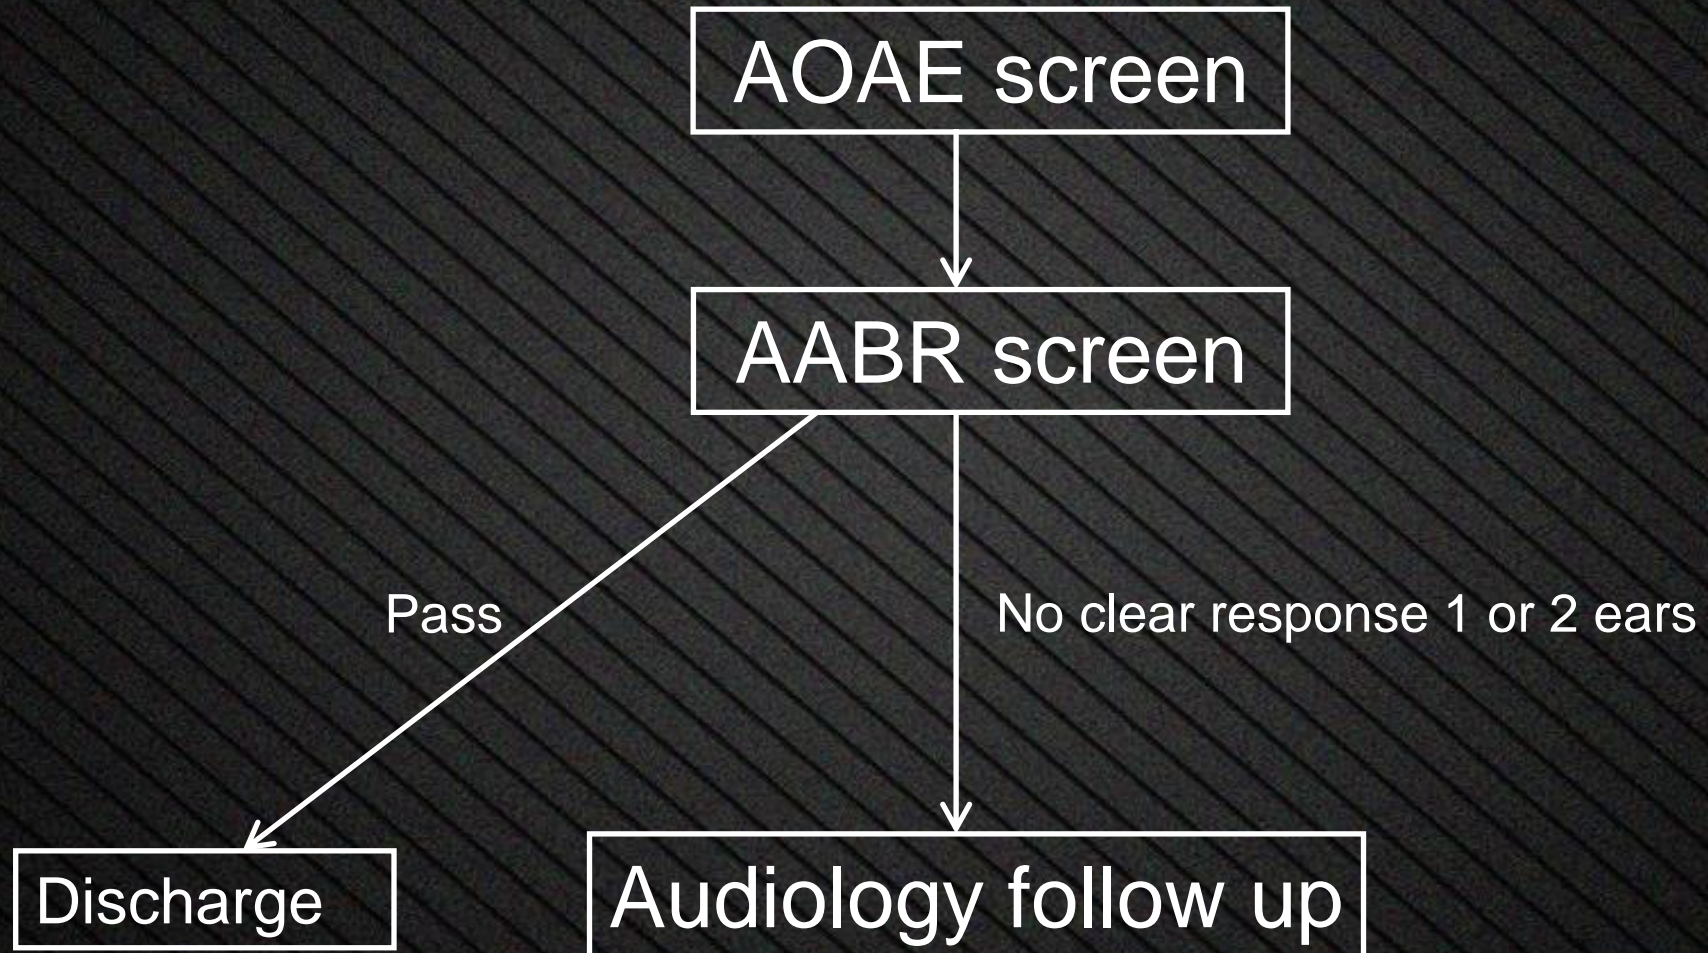 AOAE screen
AABR screen
Pass
No clear response 1 or 2 ears
Discharge
Audiology follow up